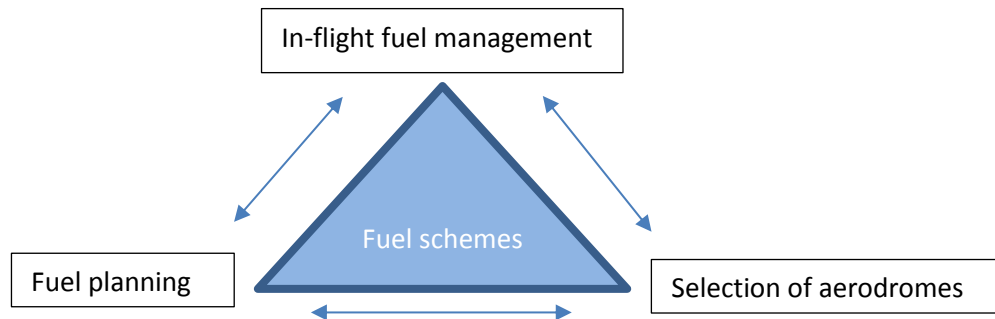 In-flight fuel management
Fuel schemes
Fuel planning
Selection of aerodromes